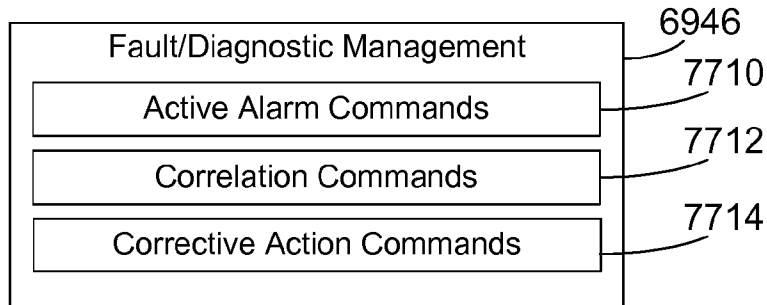 Fault/Diagnostic Management
6946
Active Alarm Commands
7710
Correlation Commands
7712
Corrective Action Commands
7714